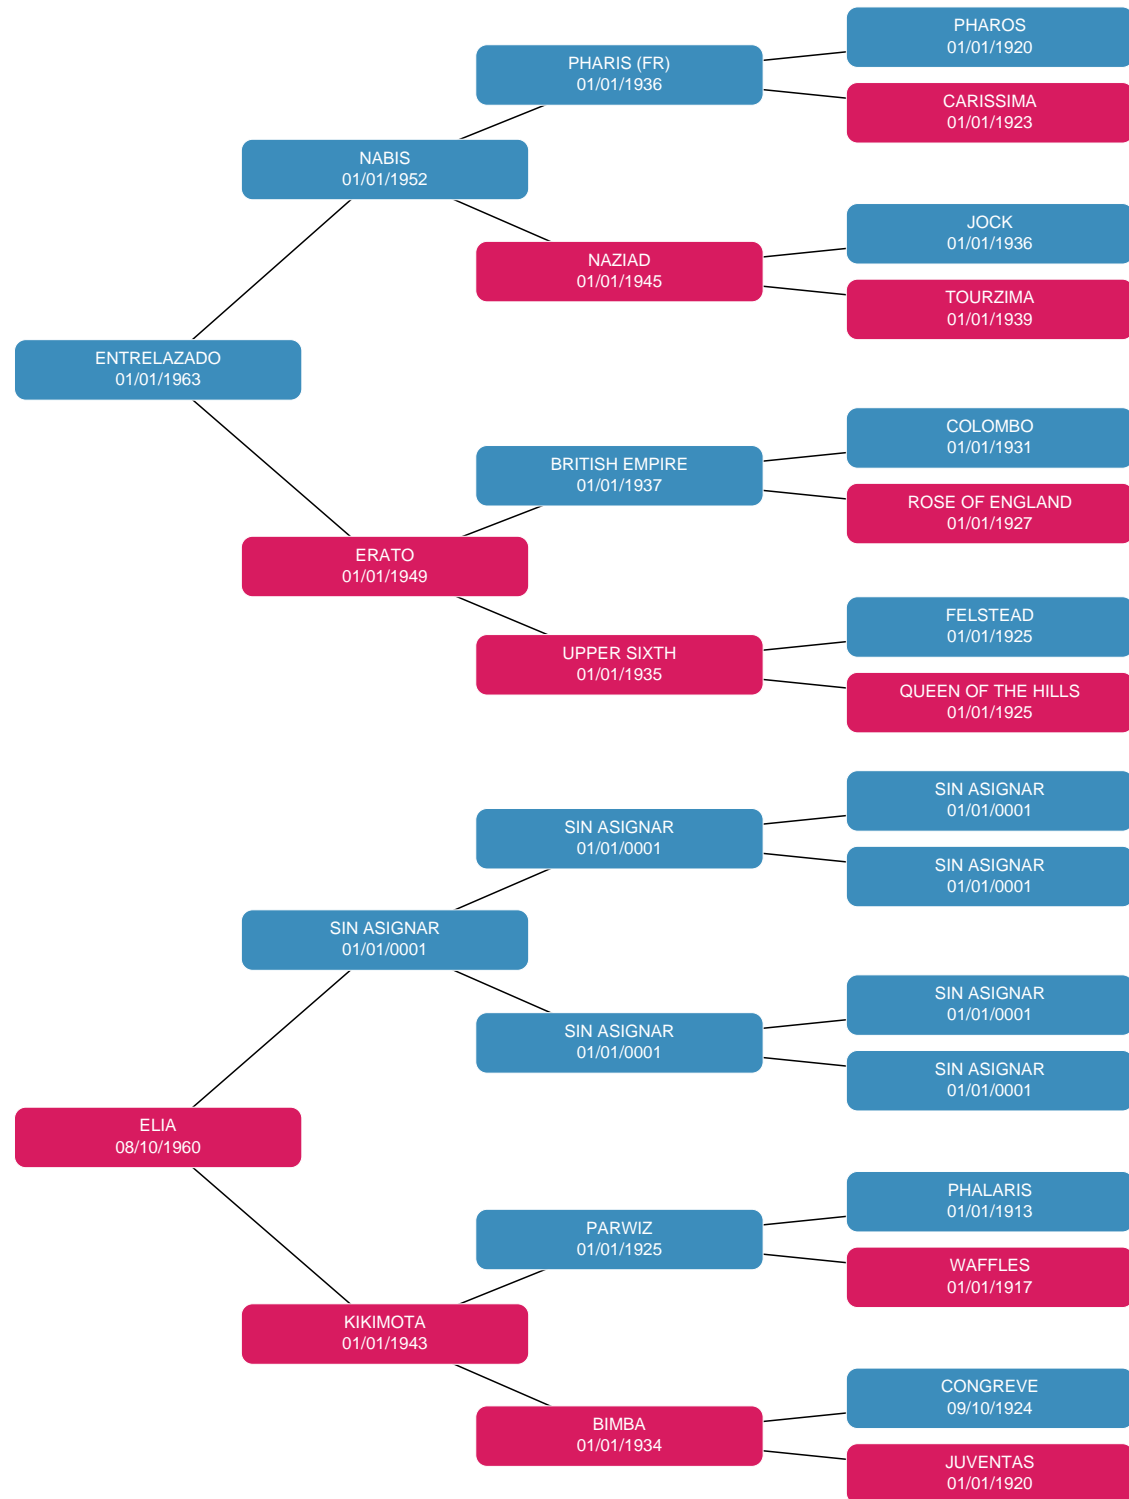 PHAROS
01/01/1920
PHARIS (FR)
01/01/1936
CARISSIMA
01/01/1923
NABIS
01/01/1952
JOCK
01/01/1936
NAZIAD
01/01/1945
TOURZIMA
01/01/1939
ENTRELAZADO
01/01/1963
COLOMBO
01/01/1931
BRITISH EMPIRE
01/01/1937
ROSE OF ENGLAND
01/01/1927
ERATO
01/01/1949
FELSTEAD
01/01/1925
UPPER SIXTH
01/01/1935
QUEEN OF THE HILLS
01/01/1925
SIN ASIGNAR
01/01/0001
SIN ASIGNAR
01/01/0001
SIN ASIGNAR
01/01/0001
SIN ASIGNAR
01/01/0001
SIN ASIGNAR
01/01/0001
SIN ASIGNAR
01/01/0001
SIN ASIGNAR
01/01/0001
ELIA
08/10/1960
PHALARIS
01/01/1913
PARWIZ
01/01/1925
WAFFLES
01/01/1917
KIKIMOTA
01/01/1943
CONGREVE
09/10/1924
BIMBA
01/01/1934
JUVENTAS
01/01/1920